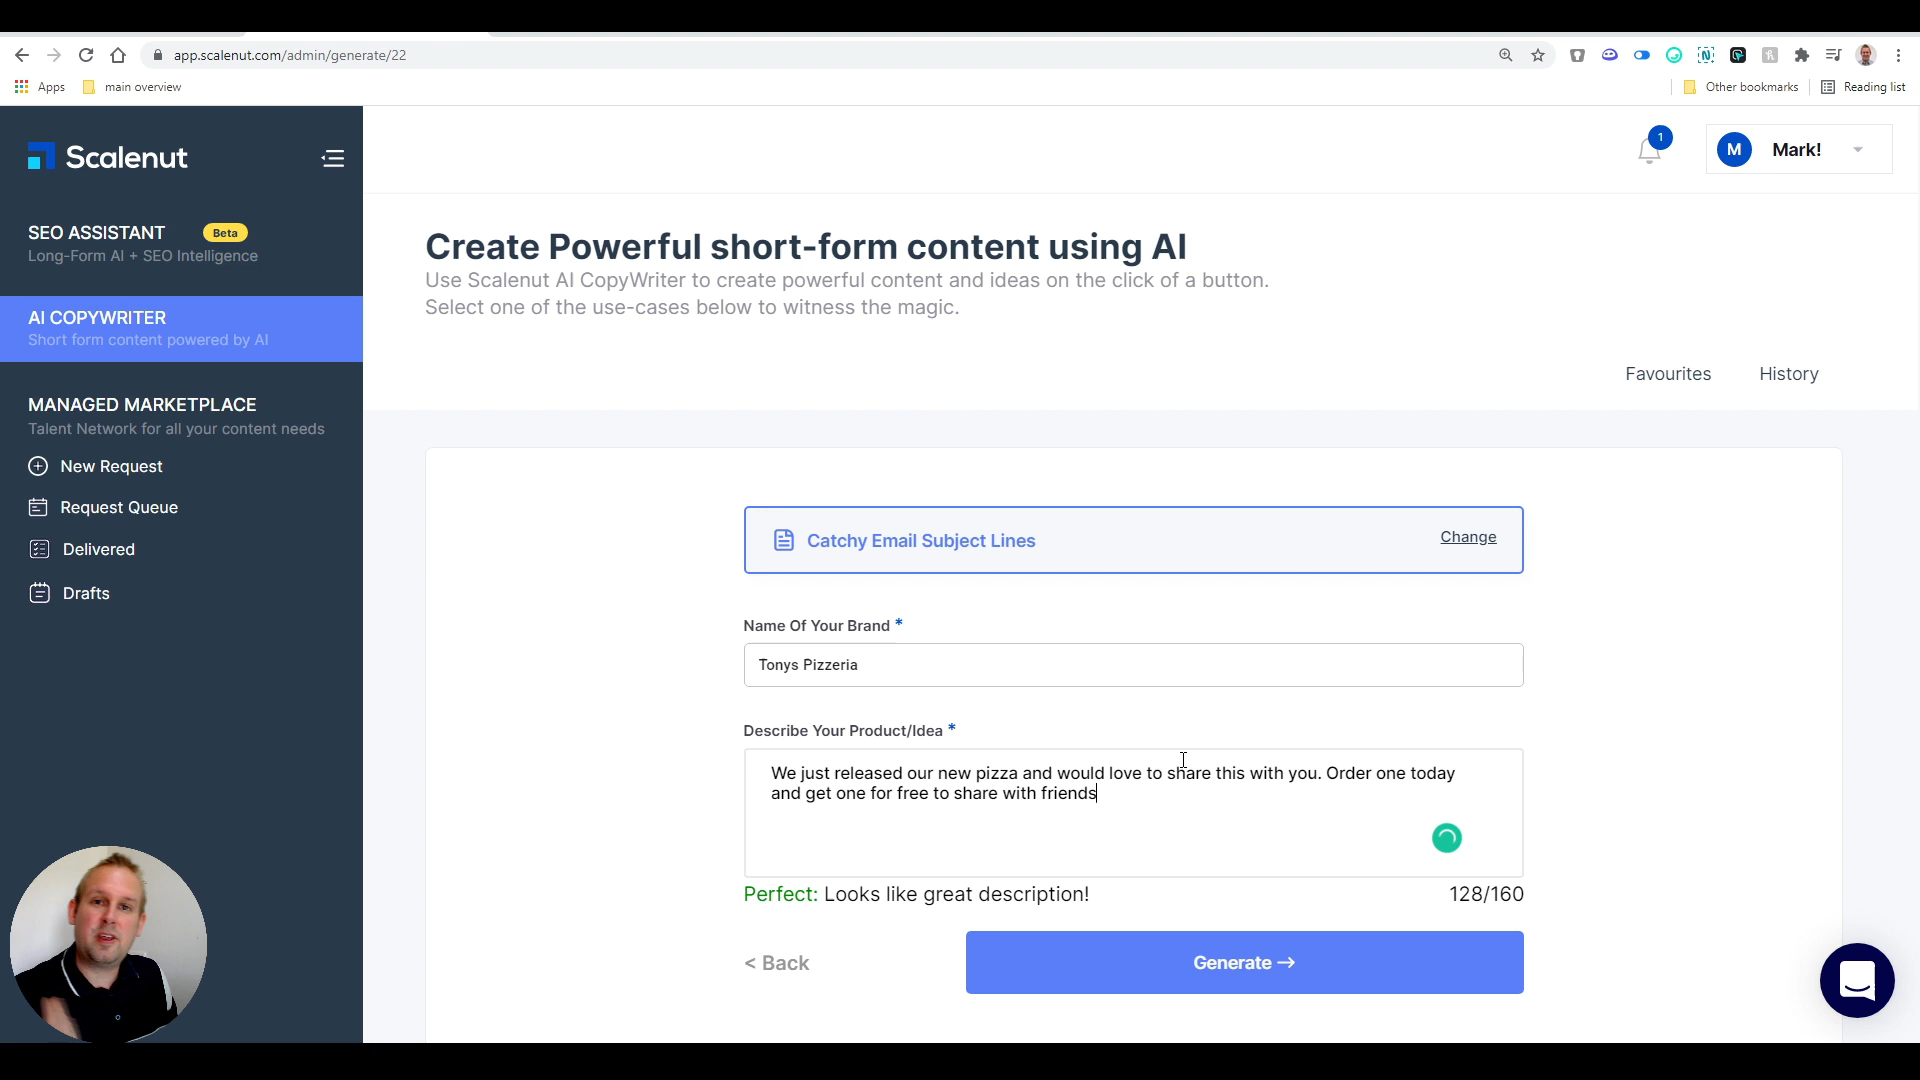 app.scalenut.com/admin/generate/22
Apps
main overview
Other bookmarks
Reading list
Scalenut
1
M
Mark!
SEO ASSISTANT
Beta
Long-Form AI + SEO Intelligence
AI COPYWRITER
Short form content powered by AI
MANAGED MARKETPLACE
Talent Network for all your content needs
New Request
Request Queue
Delivered
Drafts
Create Powerful short-form content using AI
Use Scalenut AI CopyWriter to create powerful content and ideas on the click of a button.
Select one of the use-cases below to witness the magic.
Favourites
History
Catchy Email Subject Lines
Change
Name Of Your Brand *
Tonys Pizzeria
Describe Your Product/Idea *
We just released our new pizza and would love to share this with you. Order one today
and get one for free to share with friends
Perfect: Looks like great description!
128/160
< Back
Generate →